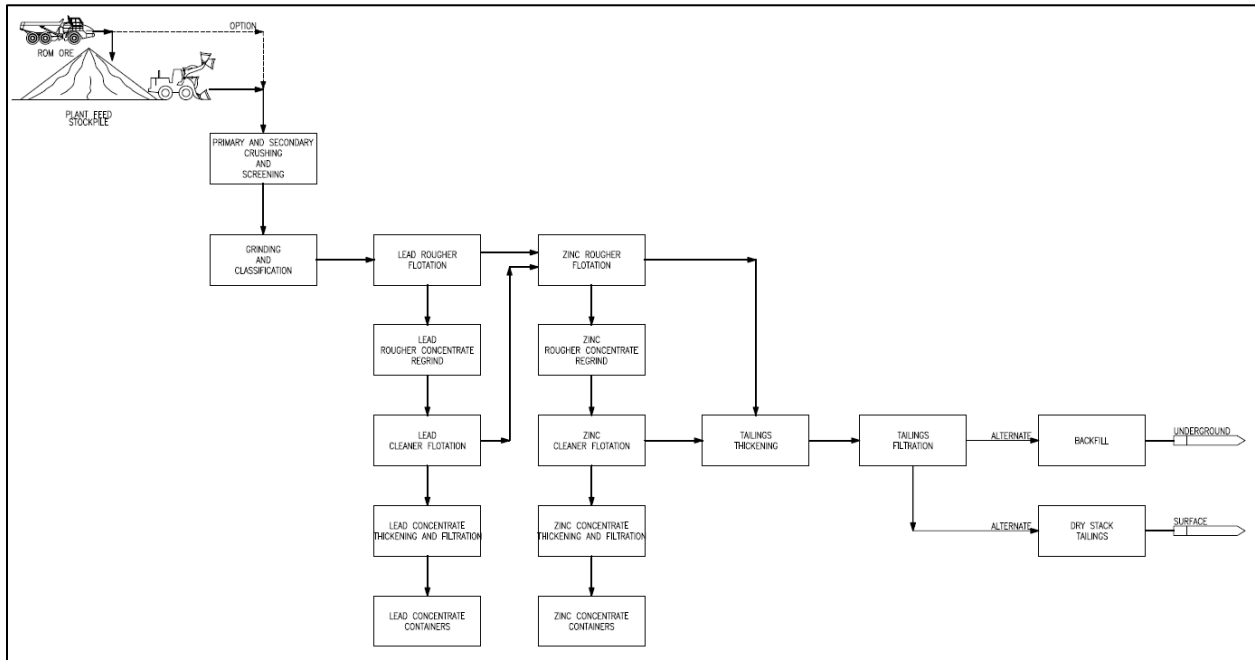 OPTION
ROM ORE
PLANT FEED
STOCKPILE
PRIMARY AND SECONDARY
CRUSHING
AND
SCREENING
GRINDING
AND
CLASSIFICATION
LEAD ROUGHER
FLOTATION
ZINC ROUGHER
FLOTATION
LEAD
ROUGHER CONCENTRATE
REGRIND
ZINC
ROUGHER CONCENTRATE
REGRIND
LEAD
CLEANER FLOTATION
ZINC
CLEANER FLOTATION
TAILINGS
THICKENING
TAILINGS
FILTRATION
ALTERNATE
BACKFILL
UNDERGROUND
LEAD CONCENTRATE
THICKENING AND FILTRATION
ZINC CONCENTRATE
THICKENING AND FILTRATION
ALTERNATE
DRY STACK
TAILINGS
SURFACE
LEAD CONCENTRATE
CONTAINERS
ZINC CONCENTRATE
CONTAINERS